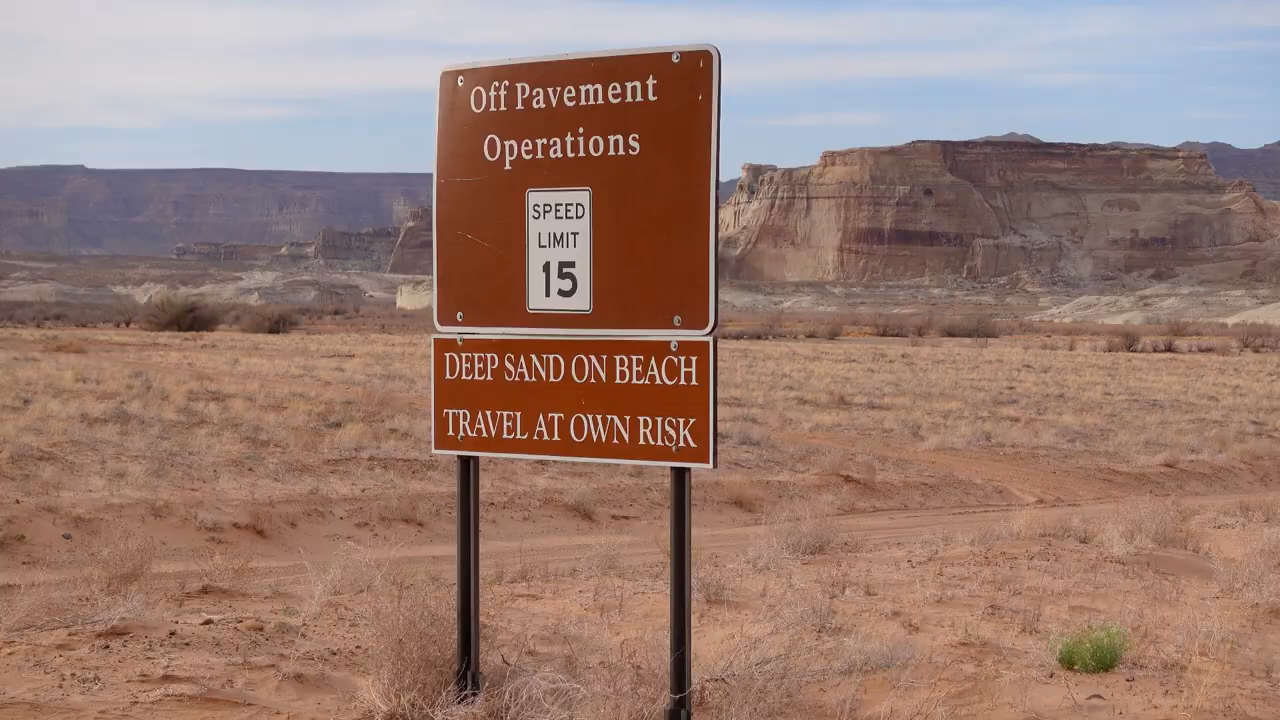 Off Pavement
Operations
SPEED
LIMIT
15
DEEP SAND ON BEACH
TRAVEL AT OWN RISK